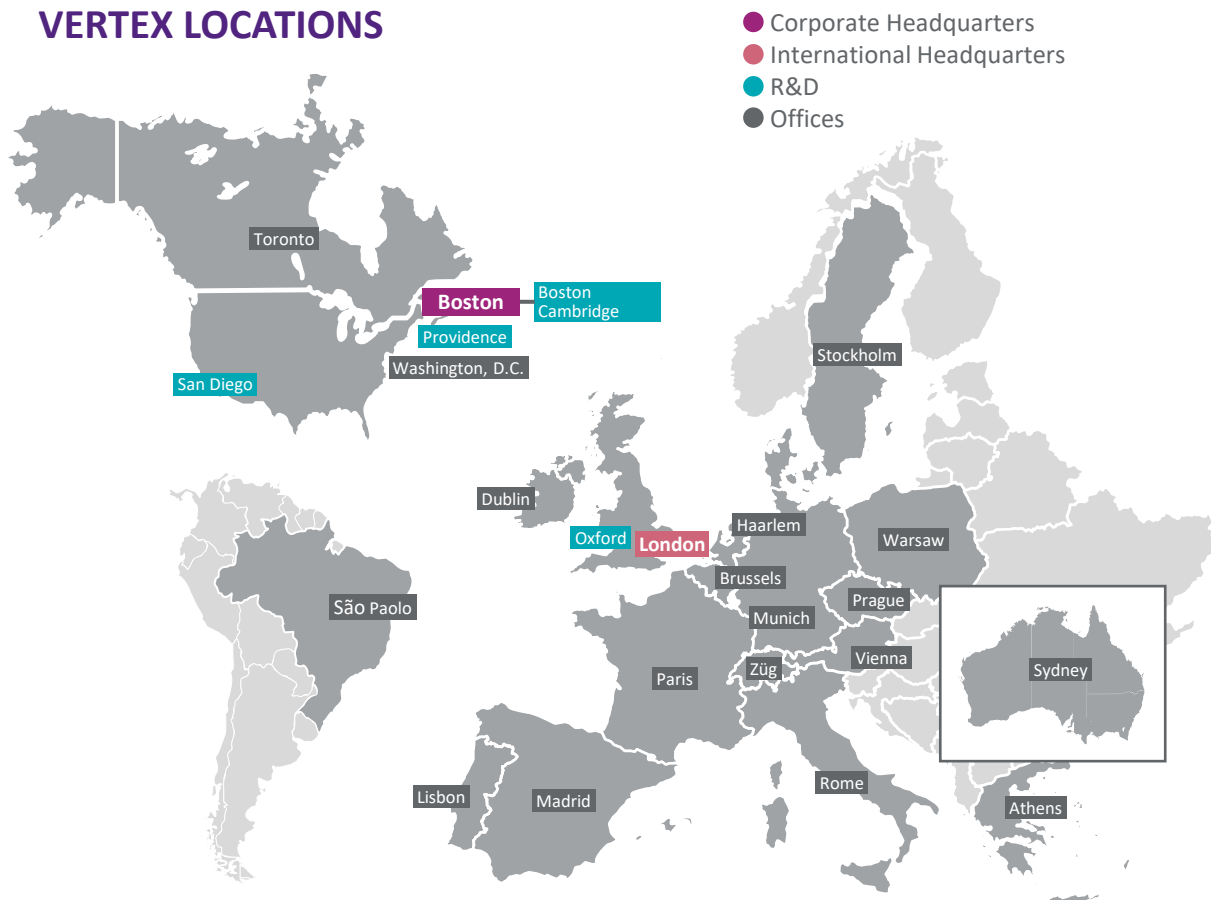 VERTEX LOCATIONS
Corporate Headquarters
International Headquarters
R&D
Offices
Toronto
Boston
Boston
Cambridge
Providence
Washington, D.C.
San Diego
Stockholm
Dublin
Haarlem
Oxford
London
Warsaw
Brussels
Prague
São Paolo
Munich
Vienna
Züg
Paris
Sydney
Lisbon
Madrid
Rome
Athens